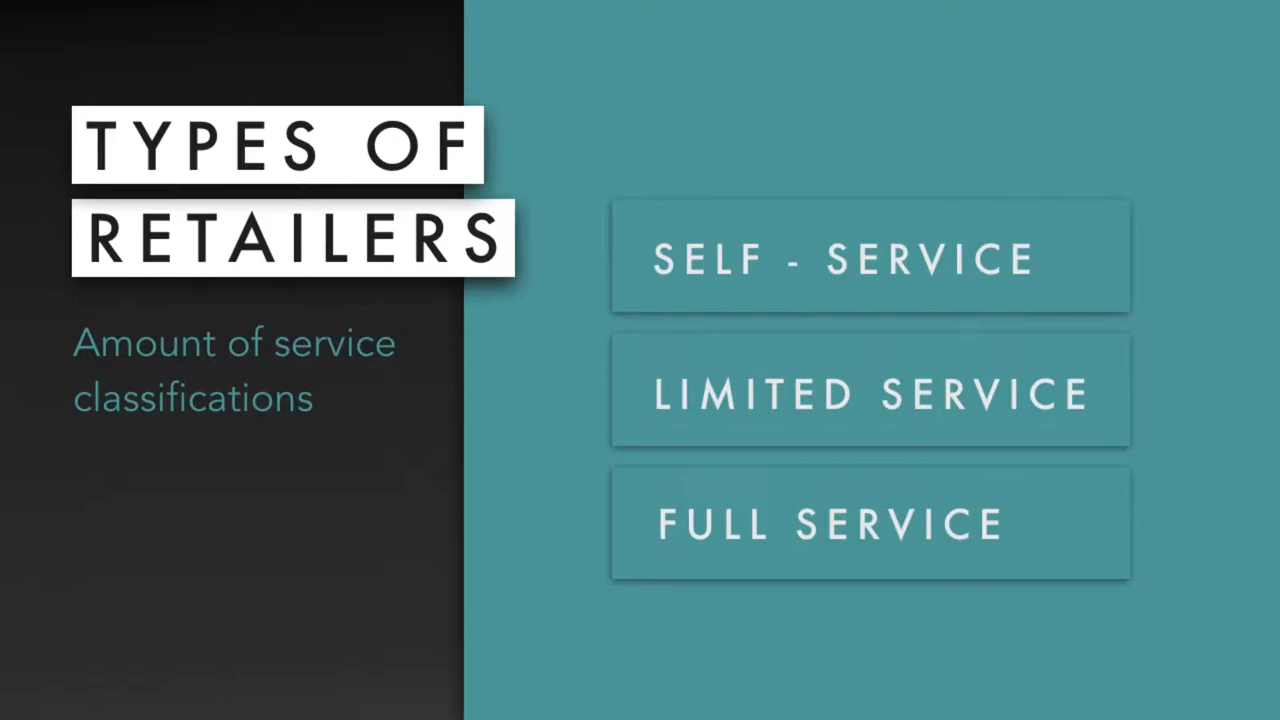 TYPES OF
RETAILERS
Amount of service
classifications
SELF - SERVICE
LIMITED SERVICE
FULL SERVICE